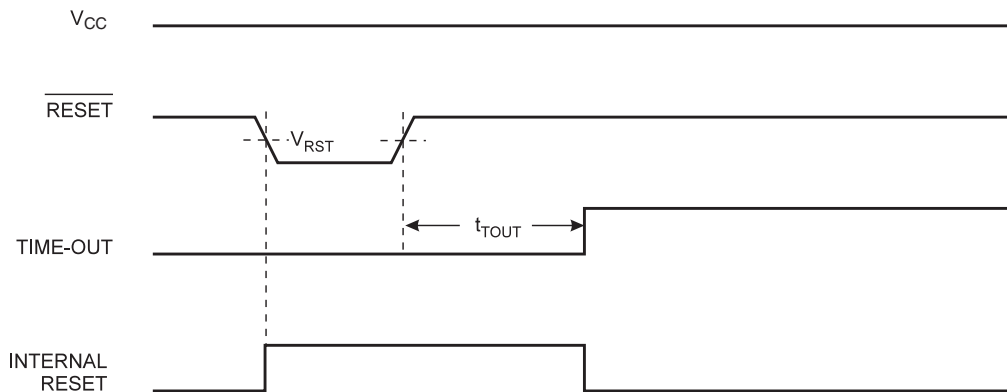 VCC
RESET
VRST
tTOUT
TIME-OUT
INTERNAL
RESET